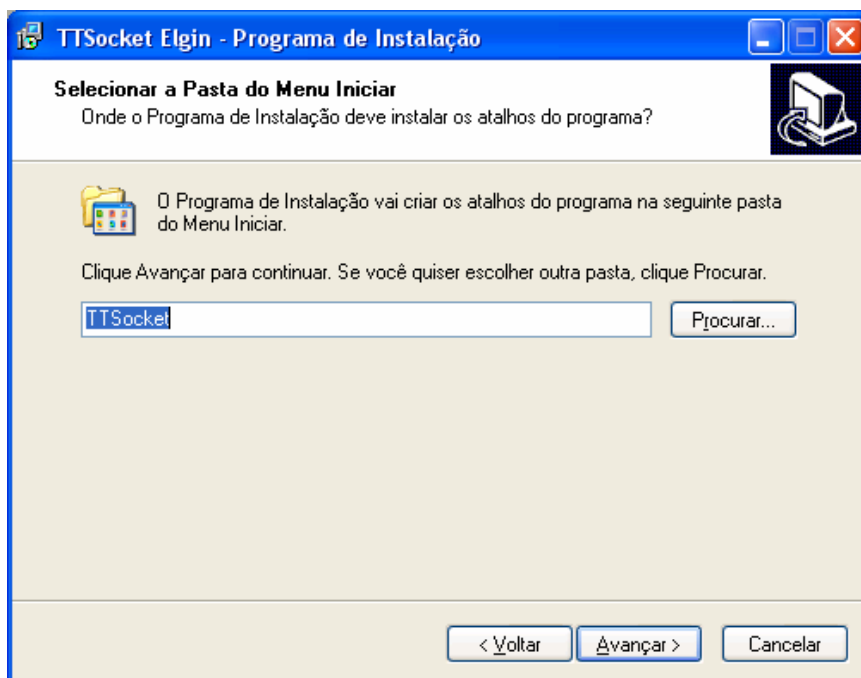 TTSocket Elgin - Programa de Instalação
Selecionar a Pasta do Menu Iniciar
Onde o Programa de Instalação deve instalar os atalhos do programa?
O Programa de Instalação vai criar os atalhos do programa na seguinte pasta
do Menu Iniciar.
Clique Avançar para continuar. Se você quiser escolher outra pasta, clique Procurar.
TTSocket
Procurar...
< Voltar
Avançar >
Cancelar